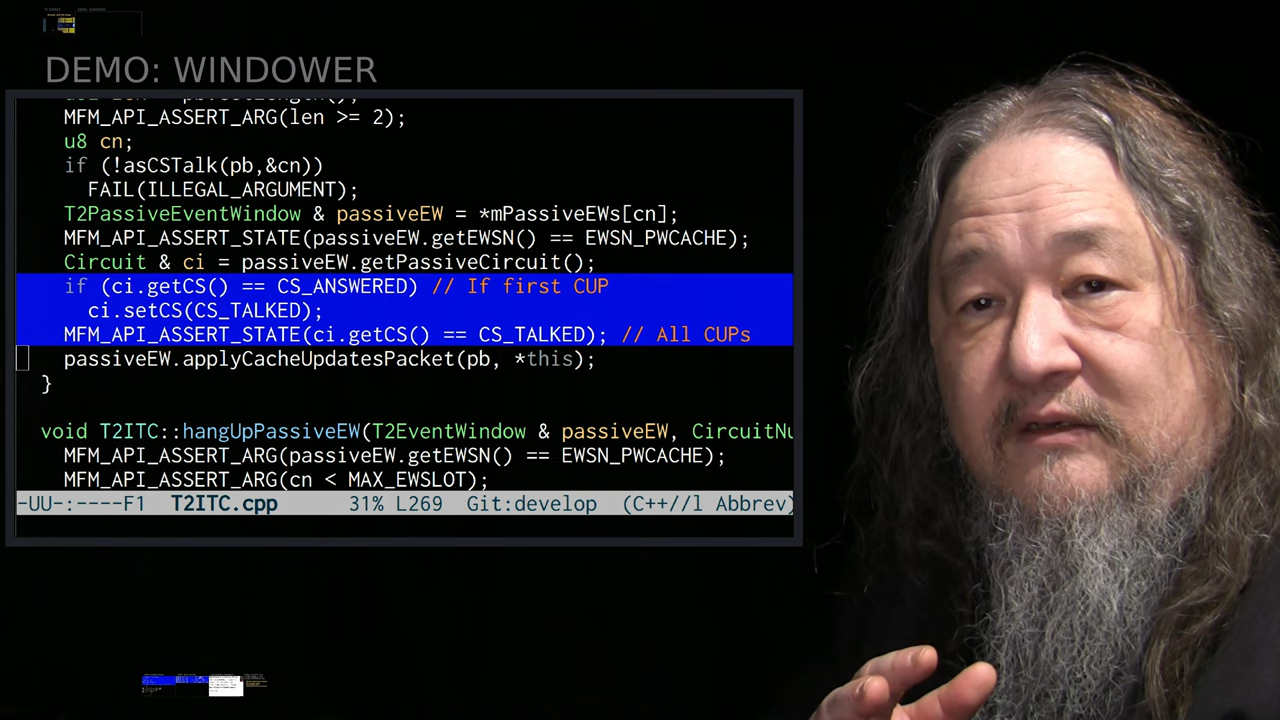 DEMO: WINDOWER
MFM_API_ASSERT_ARG(len >= 2);
u8 cn;
if (!asCSTalk(pb,&cn))
FAIL(ILLEGAL_ARGUMENT);
T2PassiveEventWindow & passiveEW = *mPassiveEWs[cn];
MFM_API_ASSERT_STATE(passiveEW.getEWSN() == EWSN_PWCACHE);
Circuit & ci = passiveEW.getPassiveCircuit();
if (ci.getCS() == CS_ANSWERED) // If first CUP
ci.setCS(CS_TALKED);
MFM_API_ASSERT_STATE(ci.getCS() == CS_TALKED); // All CUPs
passiveEW.applyCacheUpdatesPacket(pb, *this);
}
void T2ITC::hangUpPassiveEW(T2EventWindow & passiveEW, CircuitNu
MFM_API_ASSERT_ARG(passiveEW.getEWSN() == EWSN_PWCACHE);
MFM_API_ASSERT_ARG(cn < MAX_EWSLOT);
-UU-:----F1 T2ITC.cpp 31% L269 Git:develop (C++//l Abbrev)